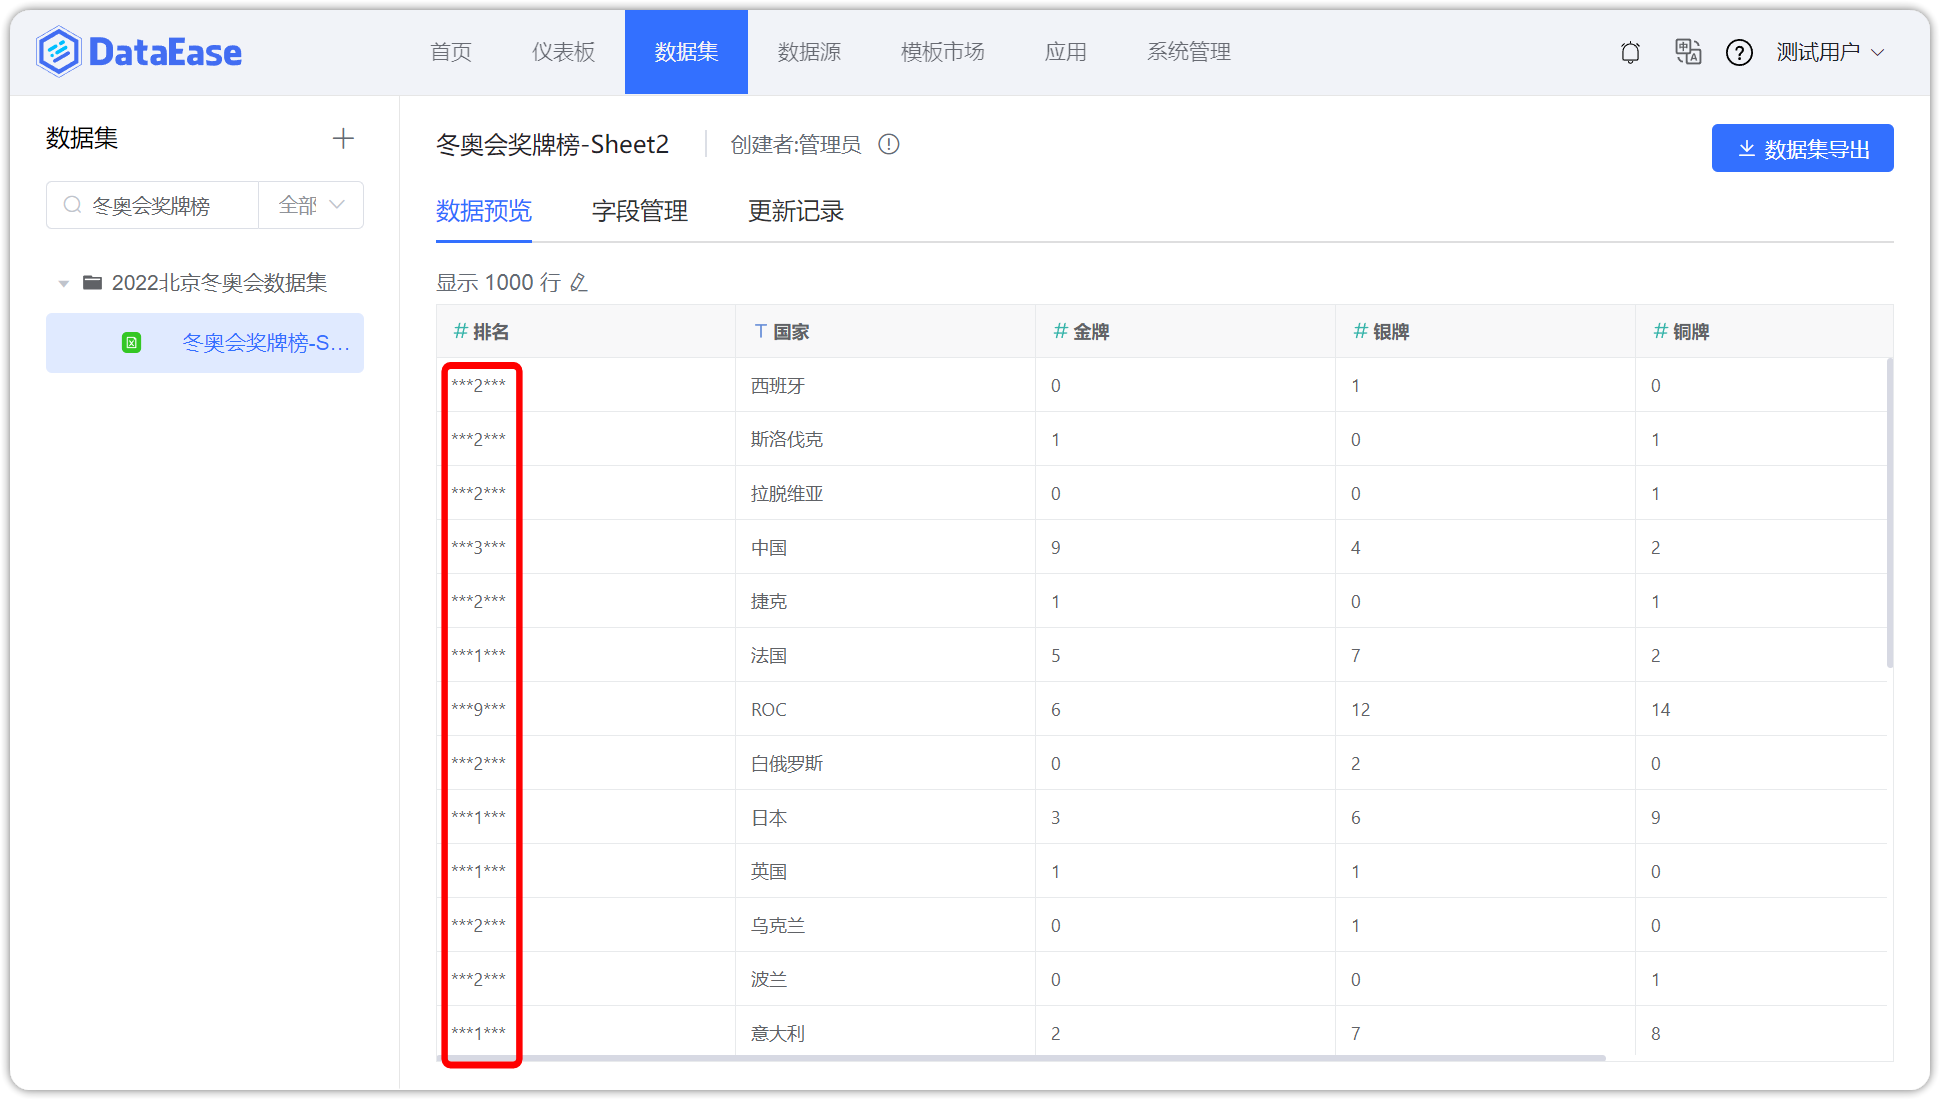 DataEase 首页 仪表板 数据集 数据源 模板市场 应用 系统管理 测试用户
数据集
冬奥会奖牌榜 全部
2022北京冬奥会数据集
冬奥会奖牌榜-S...
冬奥会奖牌榜-Sheet2 创建者:管理员 数据集导出
数据预览 字段管理 更新记录
显示 1000 行
# 排名 T 国家 # 金牌 # 银牌 # 铜牌
***2*** 西班牙 0 1 0
***2*** 斯洛伐克 1 0 1
***2*** 拉脱维亚 0 0 1
***3*** 中国 9 4 2
***2*** 捷克 1 0 1
***1*** 法国 5 7 2
***9*** ROC 6 12 14
***2*** 白俄罗斯 0 2 0
***1*** 日本 3 6 9
***1*** 英国 1 1 0
***2*** 乌克兰 0 1 0
***2*** 波兰 0 0 1
***1*** 意大利 2 7 8